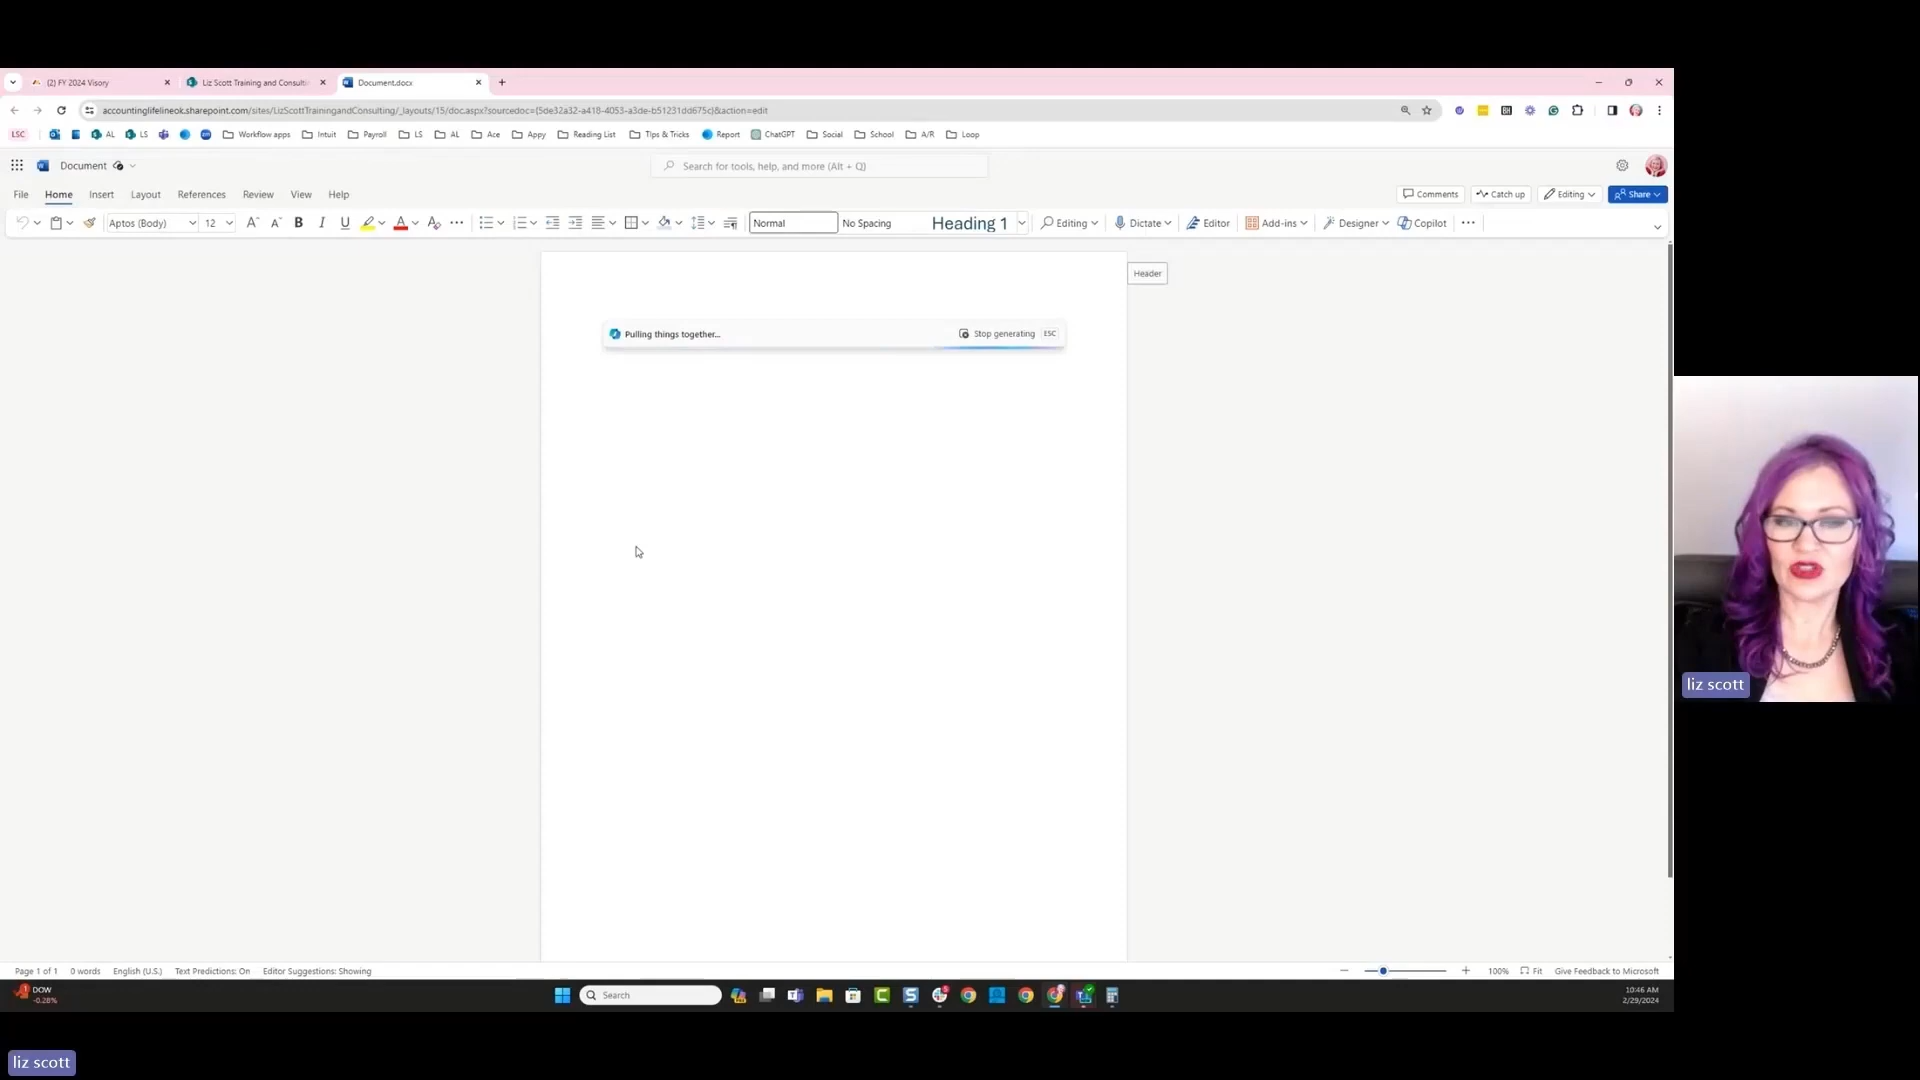 (2) FY 2024 Visory
Liz Scott Training and Consulti
Document.docx
accountinglifelineok.sharepoint.com/sites/LizScottTrainingandConsulting/_layouts/15/doc.aspx?sourcedoc={5de32a32-a418-4053-a3de-b51231dd675c}&action=edit
LSC AL LS Workflow apps Intuit Payroll LS AL Ace Appy Reading List Tips & Tricks Report ChatGPT Social School A/R Loop
Document
Search for tools, help, and more (Alt + Q)
File Home Insert Layout References Review View Help
Comments Catch up Editing Share
Aptos (Body) 12 B I U Normal No Spacing Heading 1 Editing Dictate Editor Add-ins Designer Copilot
Header
Pulling things together... Stop generating ESC
liz scott
Page 1 of 1 0 words English (U.S.) Text Predictions: On Editor Suggestions: Showing
100% Fit Give Feedback to Microsoft
DOW
-0.28%
Search
10:46 AM
2/29/2024
liz scott